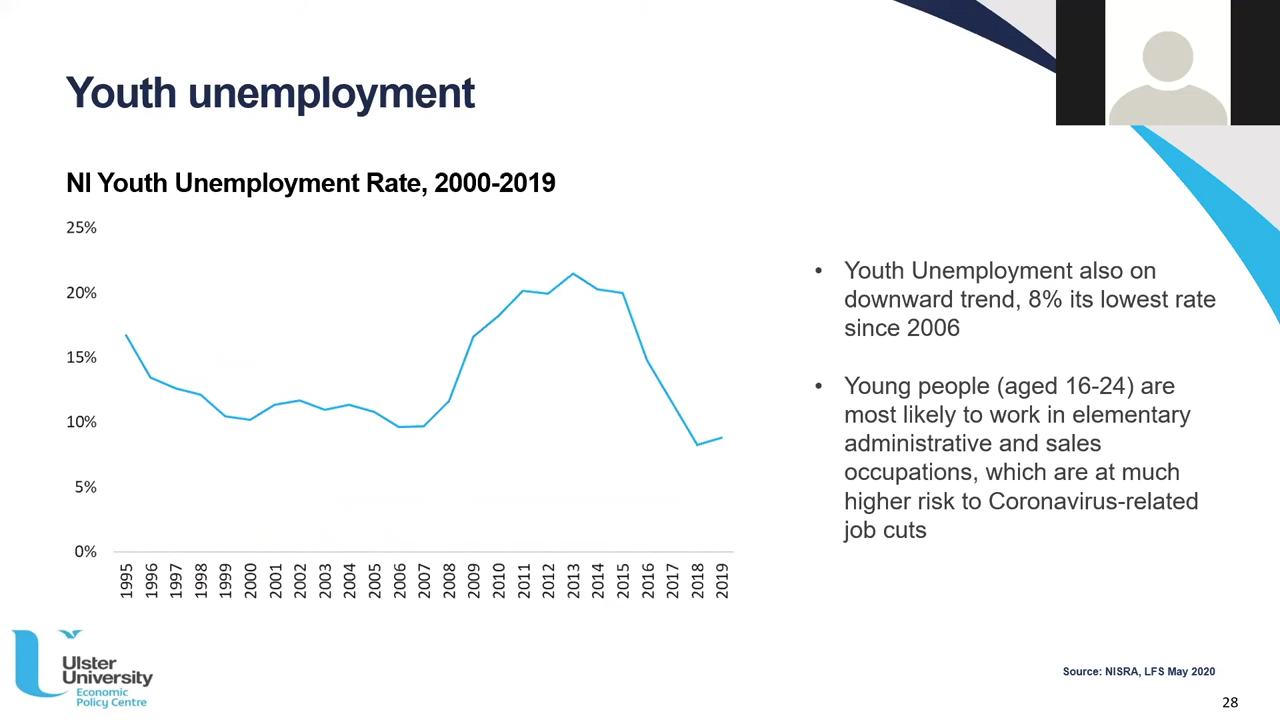 Youth unemployment
NI Youth Unemployment Rate, 2000-2019
25%
20%
15%
10%
5%
0%
1995 1996 1997 1998 1999 2000 2001 2002 2003 2004 2005 2006 2007 2008 2009 2010 2011 2012 2013 2014 2015 2016 2017 2018 2019
• Youth Unemployment also on
downward trend, 8% its lowest rate
since 2006
• Young people (aged 16-24) are
most likely to work in elementary
administrative and sales
occupations, which are at much
higher risk to Coronavirus-related
job cuts
Ulster
University
Economic
Policy Centre
Source: NISRA, LFS May 2020
28